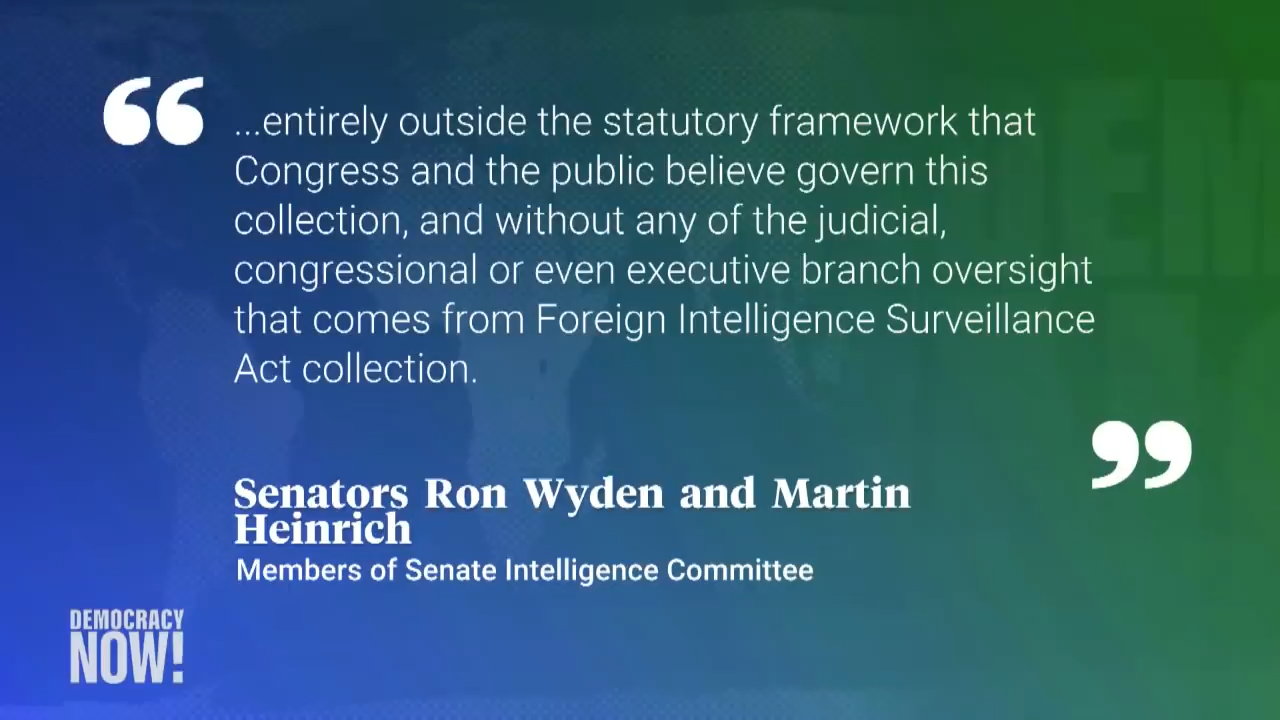 “
...entirely outside the statutory framework that
Congress and the public believe govern this
collection, and without any of the judicial,
congressional or even executive branch oversight
that comes from Foreign Intelligence Surveillance
Act collection.
”
Senators Ron Wyden and Martin
Heinrich
Members of Senate Intelligence Committee
DEMOCRACY
NOW!